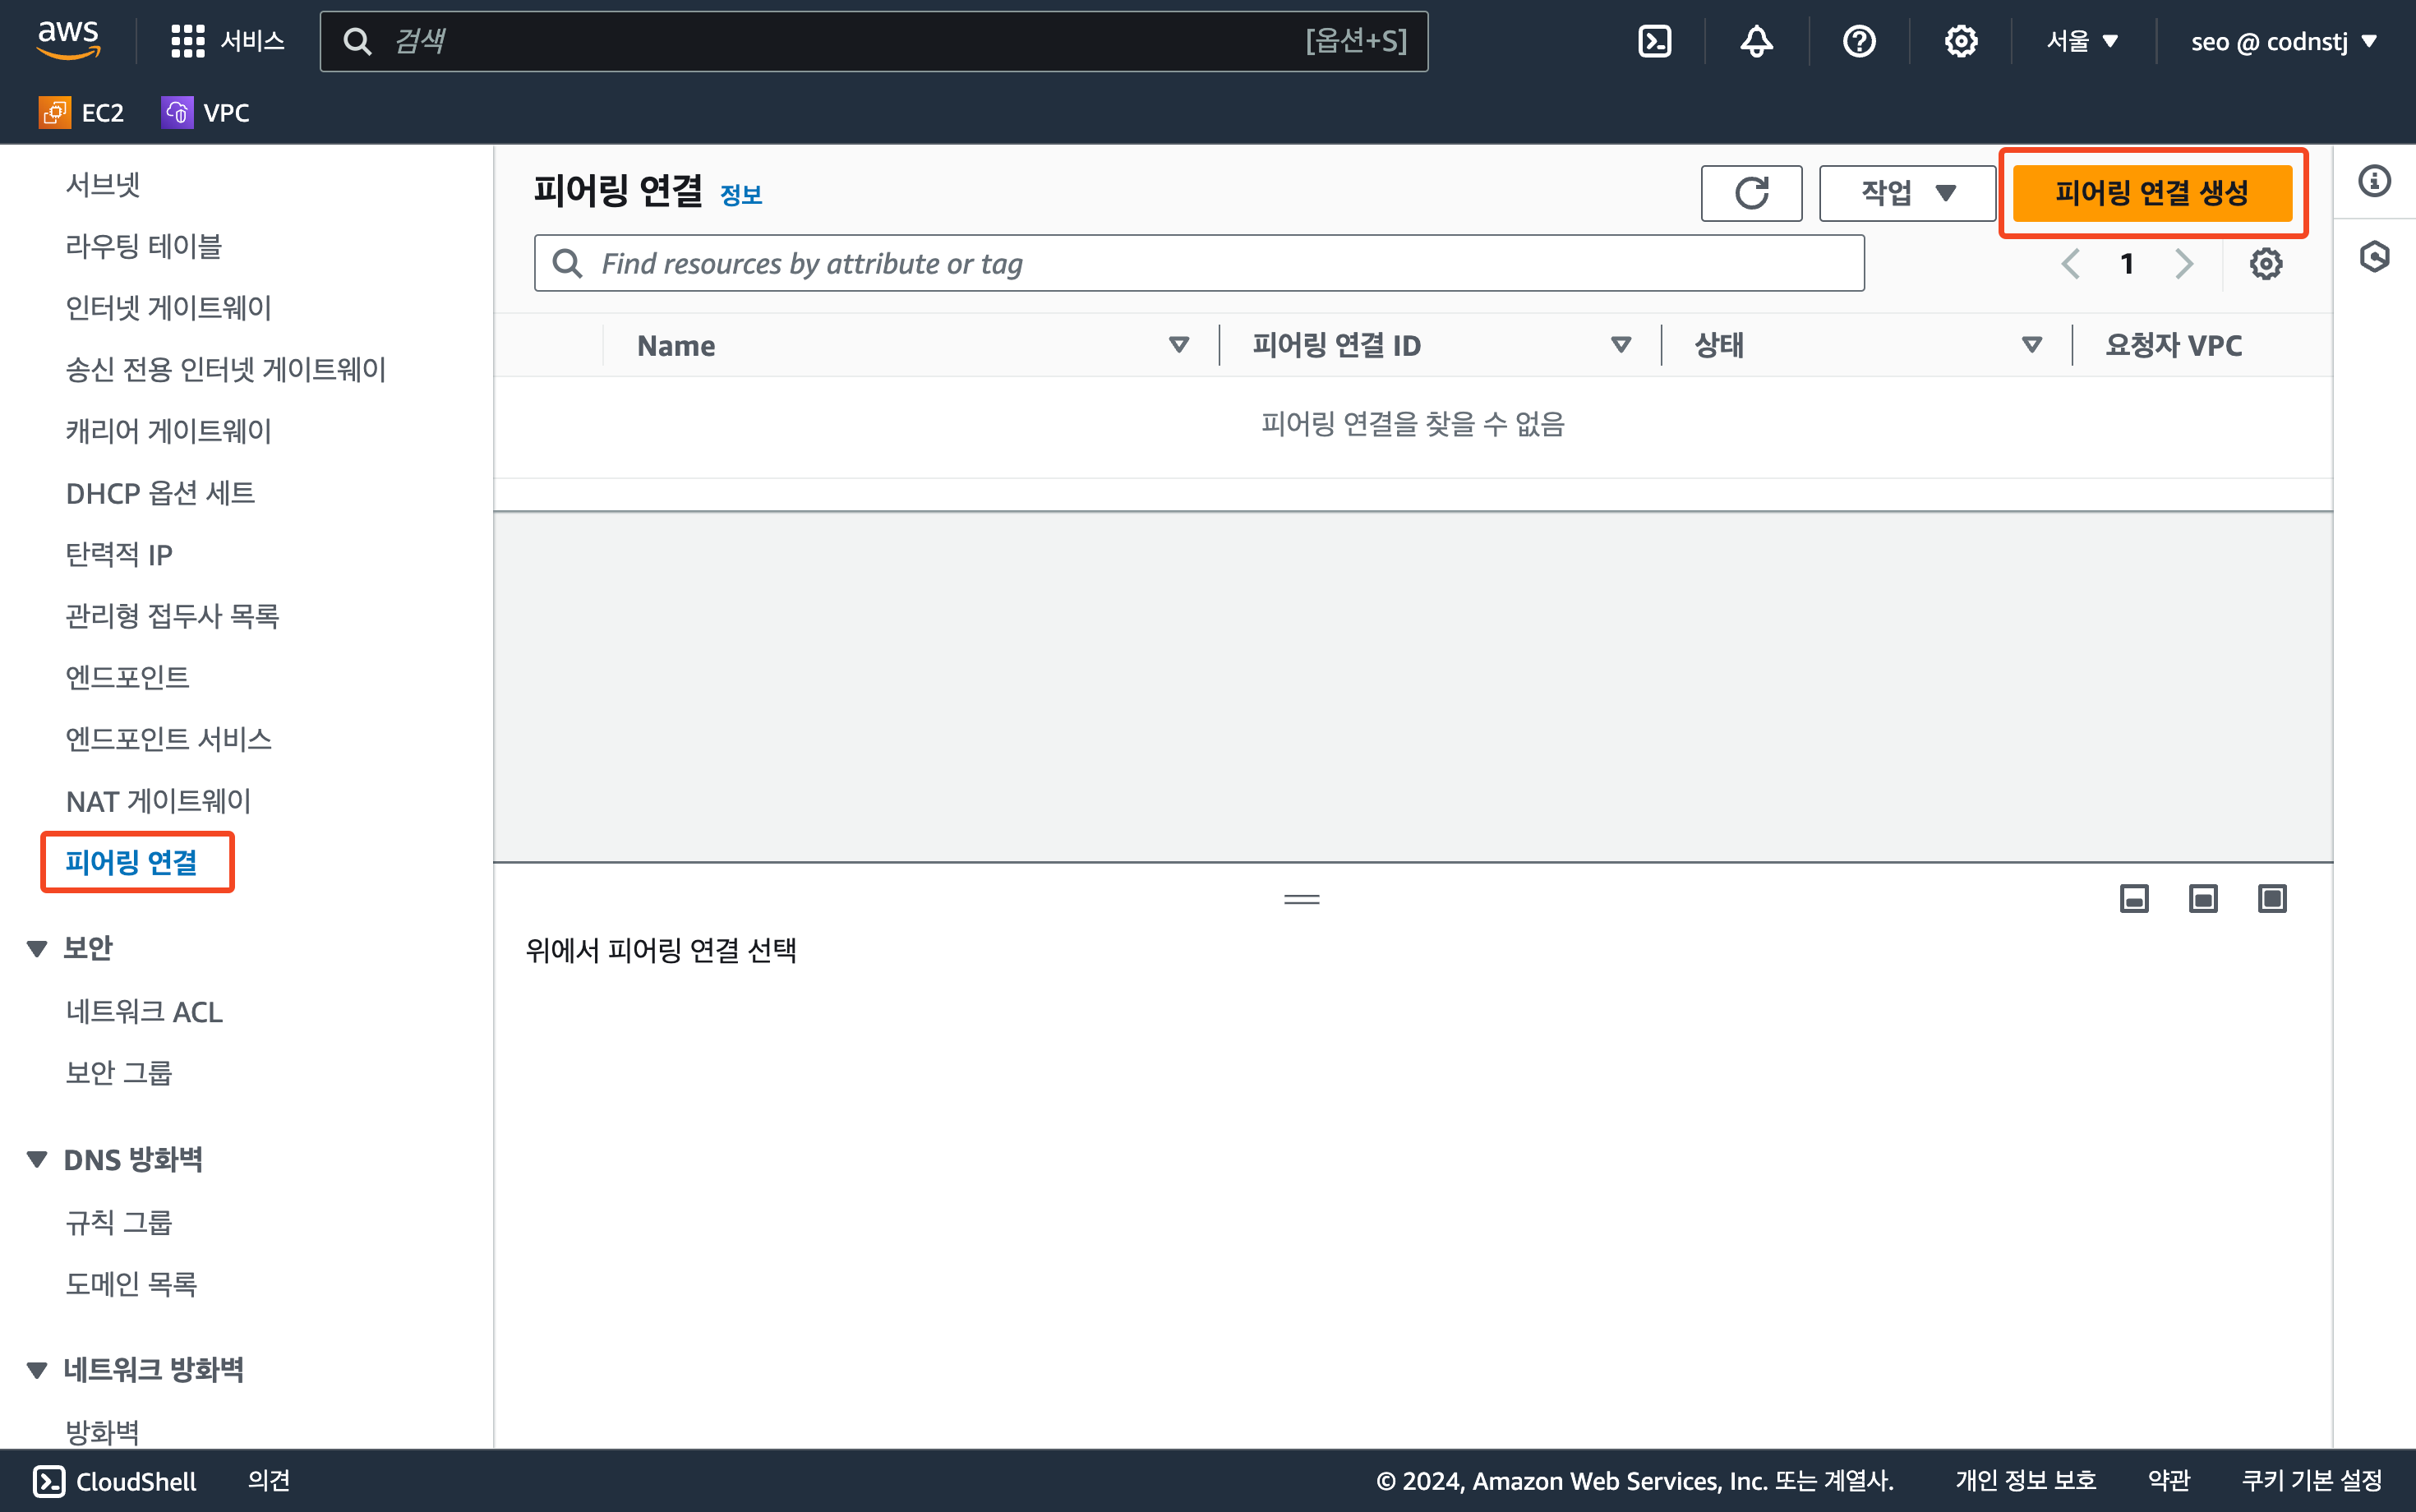 aws
서비스
검색
[옵션+S]
서울
seo @ codnstj
EC2
VPC
서브넷
라우팅 테이블
인터넷 게이트웨이
송신 전용 인터넷 게이트웨이
캐리어 게이트웨이
DHCP 옵션 세트
탄력적 IP
관리형 접두사 목록
엔드포인트
엔드포인트 서비스
NAT 게이트웨이
피어링 연결
보안
네트워크 ACL
보안 그룹
DNS 방화벽
규칙 그룹
도메인 목록
네트워크 방화벽
방화벽
피어링 연결 정보
작업
피어링 연결 생성
Find resources by attribute or tag
1
Name
피어링 연결 ID
상태
요청자 VPC
피어링 연결을 찾을 수 없음
위에서 피어링 연결 선택
CloudShell
의견
© 2024, Amazon Web Services, Inc. 또는 계열사.
개인 정보 보호
약관
쿠키 기본 설정